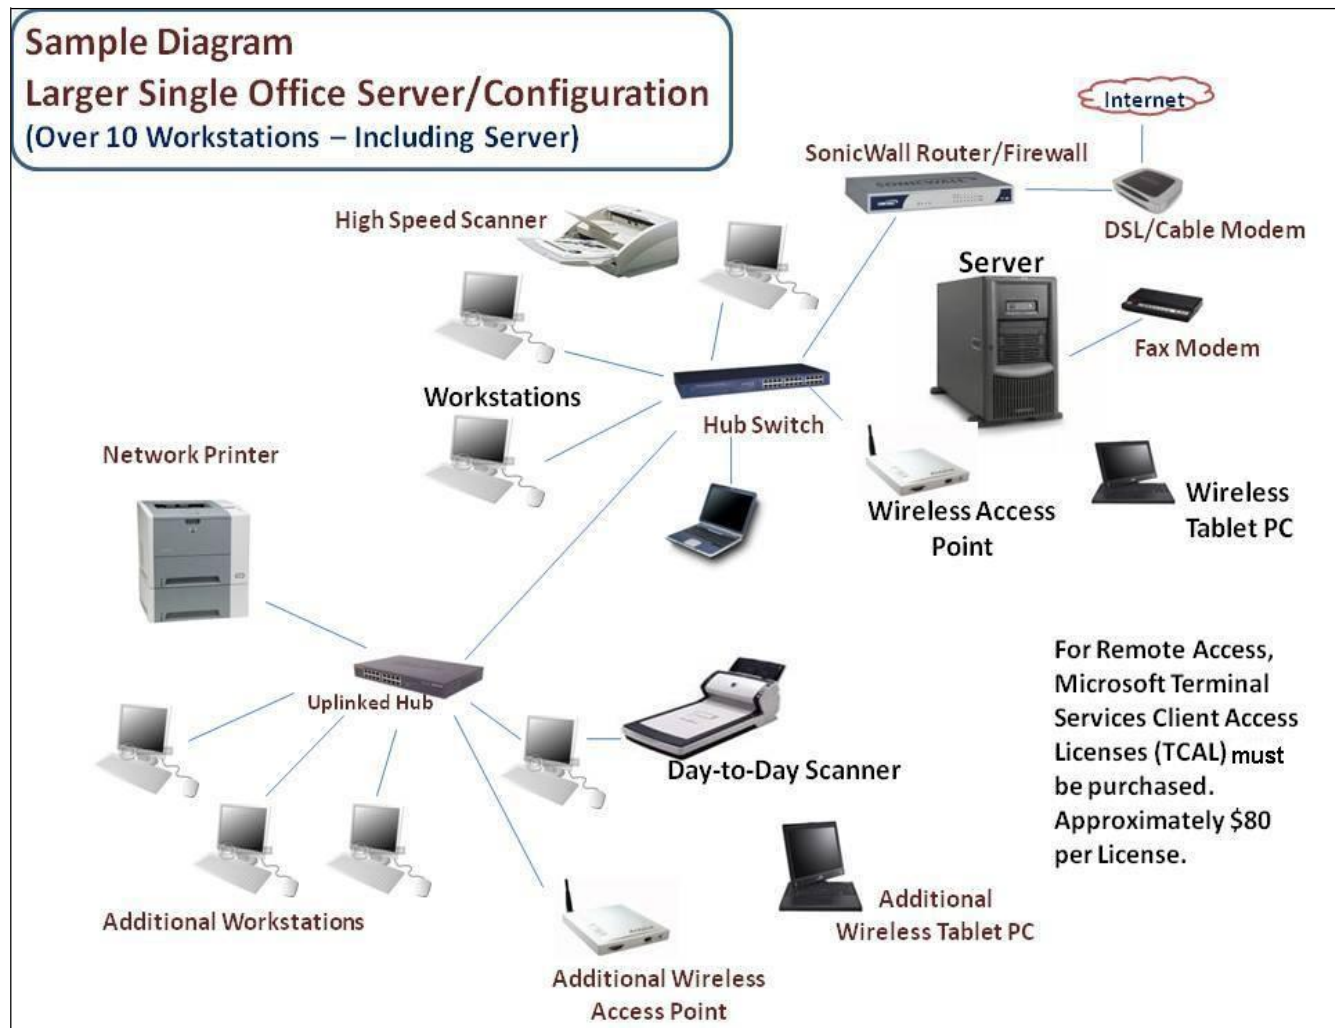 Sample Diagram
Larger Single Office Server/Configuration
(Over 10 Workstations – Including Server)
Internet
SonicWall Router/Firewall
SONICWALL
DSL/Cable Modem
High Speed Scanner
Server
Fax Modem
Workstations
Hub Switch
Network Printer
Wireless Access
Point
Wireless
Tablet PC
Uplinked Hub
Day-to-Day Scanner
For Remote Access,
Microsoft Terminal
Services Client Access
Licenses (TCAL) must
be purchased.
Approximately $80
per License.
Additional Workstations
Additional
Wireless Tablet PC
Additional Wireless
Access Point